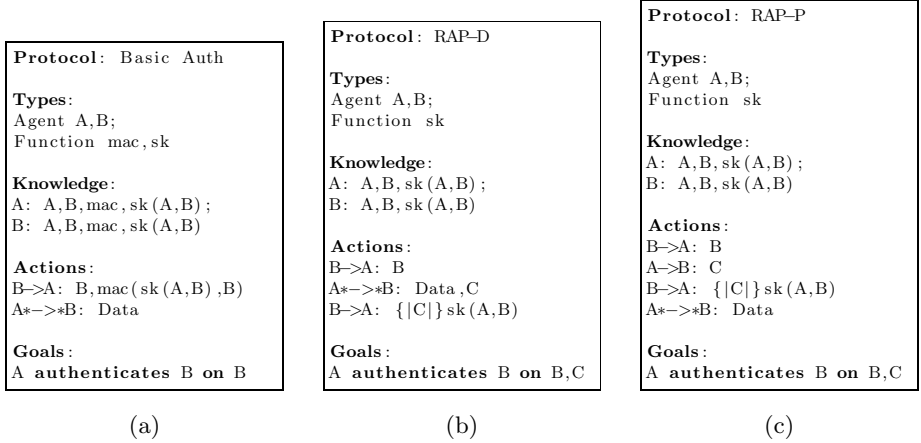 Protocol: Basic Auth
Types:
Agent A,B;
Function mac,sk
Knowledge:
A: A,B,mac,sk(A,B);
B: A,B,mac,sk(A,B)
Actions:
B->A: B,mac(sk(A,B),B)
A*->*B: Data
Goals:
A authenticates B on B
(a)
Protocol: RAP-D
Types:
Agent A,B;
Function sk
Knowledge:
A: A,B,sk(A,B);
B: A,B,sk(A,B)
Actions:
B->A: B
A*->*B: Data,C
B->A: {|C|}sk(A,B)
Goals:
A authenticates B on B,C
(b)
Protocol: RAP-P
Types:
Agent A,B;
Function sk
Knowledge:
A: A,B,sk(A,B);
B: A,B,sk(A,B)
Actions:
B->A: B
A->B: C
B->A: {|C|}sk(A,B)
A*->*B: Data
Goals:
A authenticates B on B,C
(c)